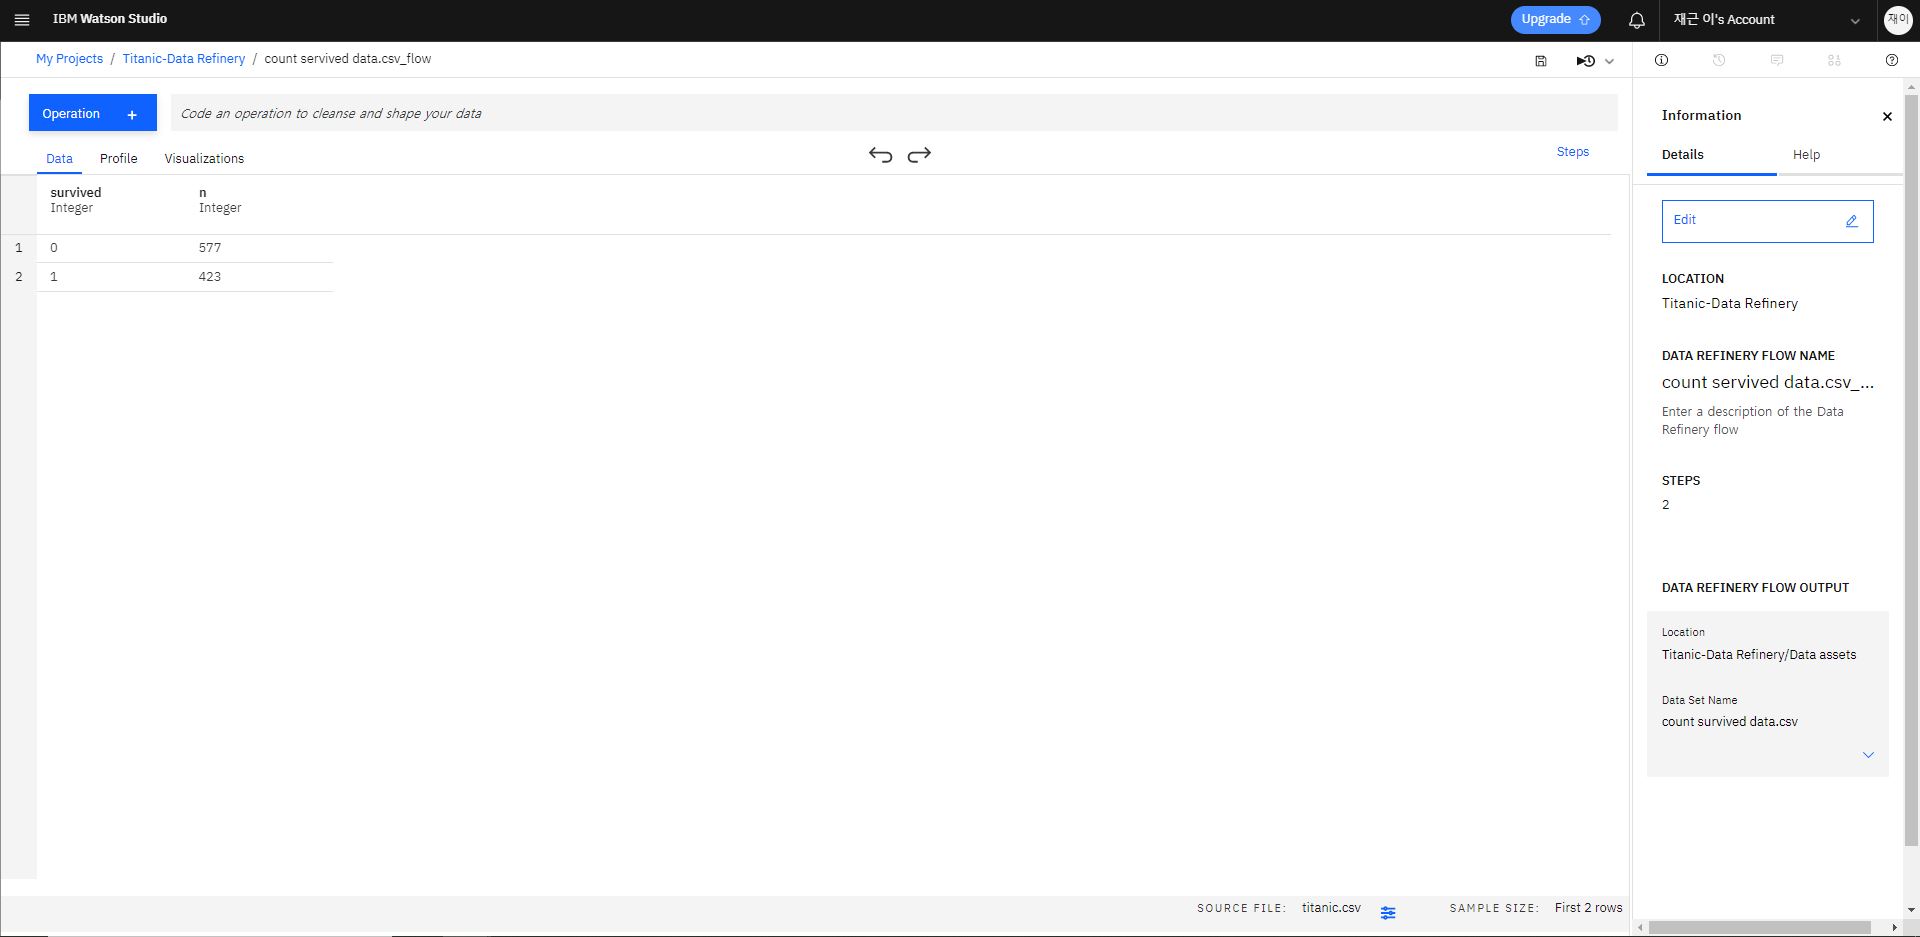 IBM Watson Studio
Upgrade
재근 이's Account
재이
My Projects / Titanic-Data Refinery / count servived data.csv_flow
Operation +
Code an operation to cleanse and shape your data
Data Profile Visualizations
Steps
survived n
Integer Integer
1 0 577
2 1 423
SOURCE FILE: titanic.csv
SAMPLE SIZE: First 2 rows
Information
Details Help
Edit
LOCATION
Titanic-Data Refinery
DATA REFINERY FLOW NAME
count servived data.csv_...
Enter a description of the Data
Refinery flow
STEPS
2
DATA REFINERY FLOW OUTPUT
Location
Titanic-Data Refinery/Data assets
Data Set Name
count survived data.csv